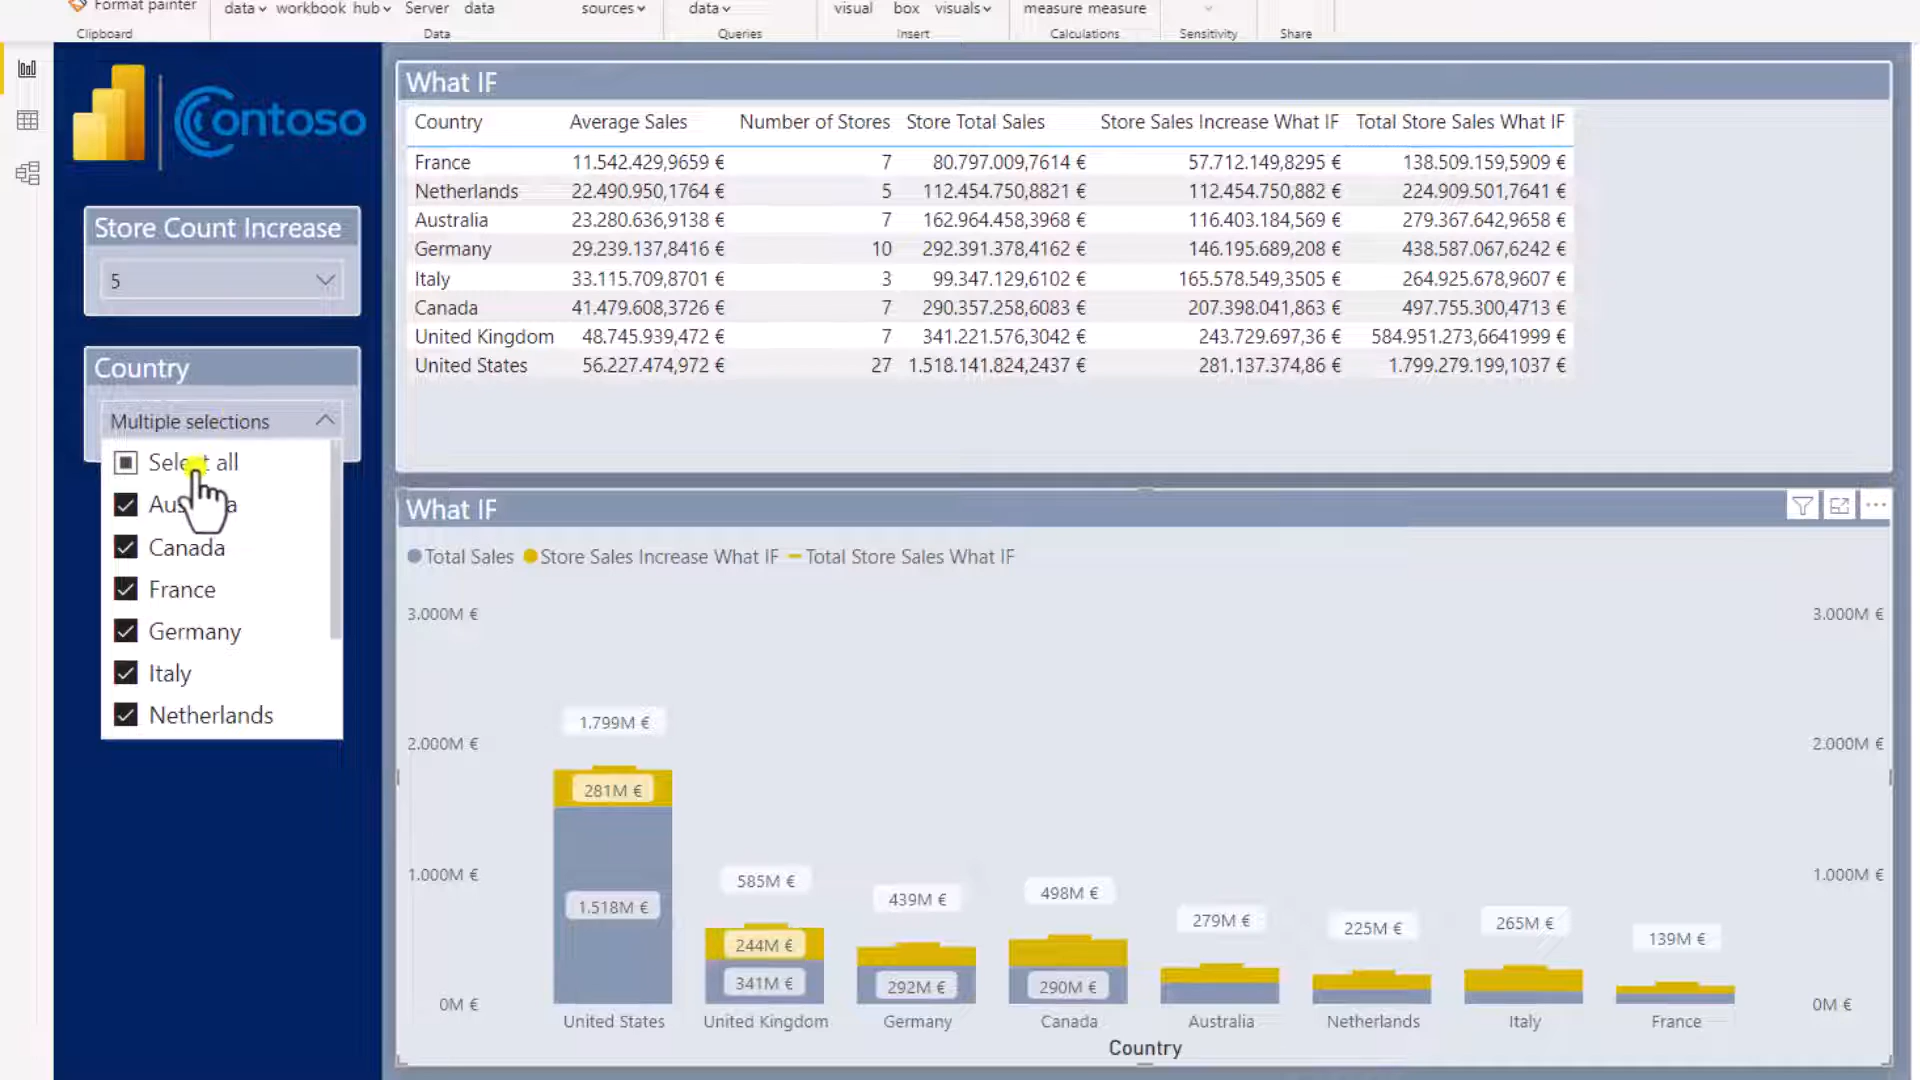 Format painter
data workbook hub Server data sources data visual box visuals measure measure
Clipboard Data Queries Insert Calculations Sensitivity Share
Contoso
Store Count Increase
5
Country
Multiple selections
Select all
Australia
Canada
France
Germany
Italy
Netherlands
What IF
Country Average Sales Number of Stores Store Total Sales Store Sales Increase What IF Total Store Sales What IF
France 11.542.429,9659 € 7 80.797.009,7614 € 57.712.149,8295 € 138.509.159,5909 €
Netherlands 22.490.950,1764 € 5 112.454.750,8821 € 112.454.750,882 € 224.909.501,7641 €
Australia 23.280.636,9138 € 7 162.964.458,3968 € 116.403.184,569 € 279.367.642,9658 €
Germany 29.239.137,8416 € 10 292.391.378,4162 € 146.195.689,208 € 438.587.067,6242 €
Italy 33.115.709,8701 € 3 99.347.129,6102 € 165.578.549,3505 € 264.925.678,9607 €
Canada 41.479.608,3726 € 7 290.357.258,6083 € 207.398.041,863 € 497.755.300,4713 €
United Kingdom 48.745.939,472 € 7 341.221.576,3042 € 243.729.697,36 € 584.951.273,6641999 €
United States 56.227.474,972 € 27 1.518.141.824,2437 € 281.137.374,86 € 1.799.279.199,1037 €
What IF
Total Sales Store Sales Increase What IF Total Store Sales What IF
3.000M € 3.000M €
1.799M €
2.000M € 2.000M €
281M €
1.000M € 585M € 439M € 498M € 1.000M €
1.518M € 279M € 225M € 265M € 139M €
244M €
341M € 292M € 290M €
0M € 0M €
United States United Kingdom Germany Canada Australia Netherlands Italy France
Country